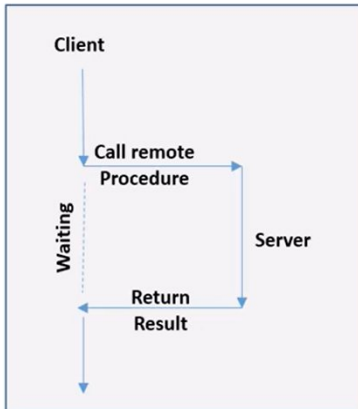 Client
Call remote
Procedure
Waiting
Server
Return
Result